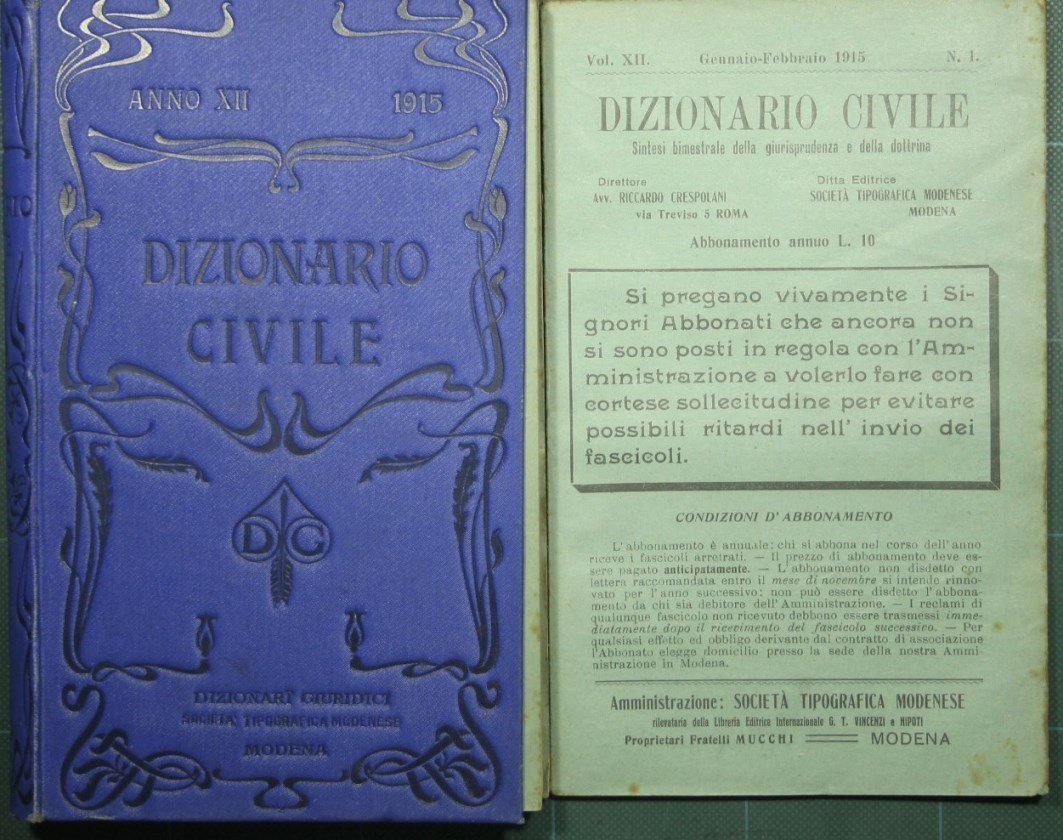 ANNO XII 1915
DIZIONARIO
CIVILE
D C
DIZIONARÎ GIURIDICI
SOCIETÀ TIPOGRAFICA MODENESE
MODENA
Vol. XII. Gennaio-Febbraio 1915 N. 1.
DIZIONARIO CIVILE
Sintesi bimestrale della giurisprudenza e della dottrina
Direttore
Avv. RICCARDO CRESPOLANI
via Treviso 5 ROMA
Ditta Editrice
SOCIETÀ TIPOGRAFICA MODENESE
MODENA
Abbonamento annuo L. 10
Si pregano vivamente i Si-
gnori Abbonati che ancora non
si sono posti in regola con l'Am-
ministrazione a volerlo fare con
cortese sollecitudine per evitare
possibili ritardi nell' invio dei
fascicoli.
CONDIZIONI D'ABBONAMENTO
L'abbonamento è annuale: chi si abbona nel corso dell'anno
riceve i fascicoli arretrati. — Il prezzo di abbonamento deve es-
sere pagato anticipatamente. — L'abbonamento non disdetto con
lettera raccomandata entro il mese di novembre si intende rinno-
vato per l'anno successivo: non può essere disdetto l'abbona-
mento da chi sia debitore dell'Amministrazione. — I reclami di
qualunque fascicolo non ricevuto debbono essere trasmessi imme-
diatamente dopo il ricevimento del fascicolo successivo. — Per
qualsiasi effetto ed obbligo derivante dal contratto di associazione
l'Abbonato elegge domicilio presso la sede della nostra Ammi-
nistrazione in Modena.
Amministrazione: SOCIETÀ TIPOGRAFICA MODENESE
rilevataria della Libreria Editrice Internazionale G. T. VINCENZI e NIPOTI
Proprietari Fratelli MUCCHI MODENA